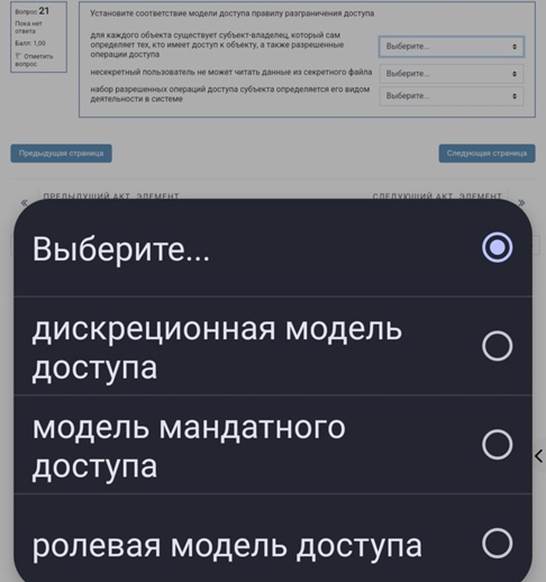 Вопрос 21
Пока нет
ответа
Балл: 1,00
Отметить
вопрос
Установите соответствие модели доступа правилу разграничения доступа
для каждого объекта существует субъект-владелец, который сам
определяет тех, кто имеет доступ к объекту, а также разрешенные
операции доступа
Выберите...
несекретный пользователь не может читать данные из секретного файла
Выберите...
набор разрешенных операций доступа субъекта определяется его видом
деятельности в системе
Выберите...
Предыдущая страница
Следующая страница
ПРЕДЫДУЩИЙ АКТ. ЭЛЕМЕНТ
СЛЕДУЮЩИЙ АКТ. ЭЛЕМЕНТ
Выберите...
дискреционная модель
доступа
модель мандатного
доступа
ролевая модель доступа